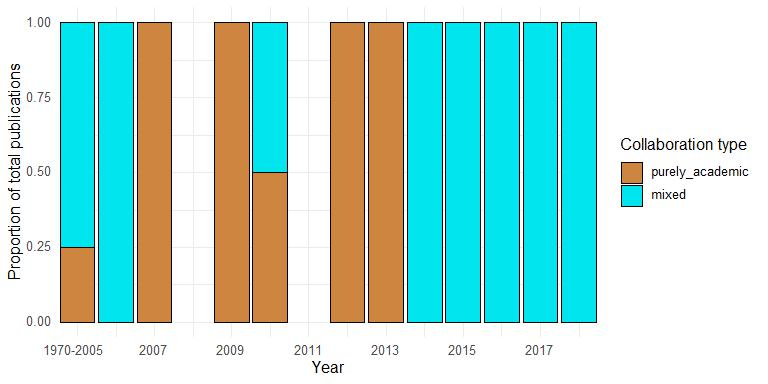 Proportion of total publications
1.00
0.75
0.50
0.25
0.00
1970-2005
2007
2009
2011
2013
2015
2017
Year
Collaboration type
purely_academic
mixed